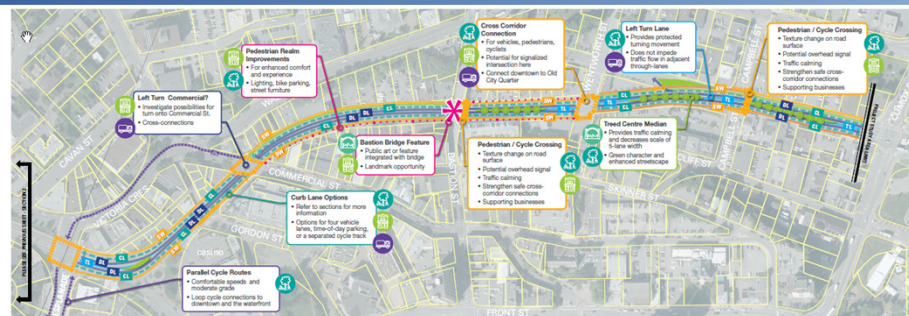 Cross Corridor
Connection
• For vehicles, pedestrians,
cyclists
• Potential for signalized
intersection here
• Connect downtown to Old
City Quarter
Left Turn Lane
• Provides protected
turning movement
• Does not impede
traffic flow in adjacent
through-lanes
Pedestrian / Cycle Crossing
• Texture change on road
surface
• Potential overhead signal
• Traffic calming
• Strengthen safe cross-
corridor connections
• Supporting businesses
Pedestrian Realm
Improvements
• For enhanced comfort
and experience
• Lighting, bike parking,
street furniture
Left Turn Commercial?
• Investigate possibilities for
turn onto Commercial St.
• Cross-connections
Bastion Bridge Feature
• Public art or feature
integrated with bridge
• Landmark opportunity
Pedestrian / Cycle Crossing
• Texture change on road
surface
• Potential overhead signal
• Traffic calming
• Strengthen safe cross-
corridor connections
• Supporting businesses
Treed Centre Median
• Provides traffic calming
and decreases scale of
5-lane width
• Green character and
enhanced streetscape
Curb Lane Options
• Refer to sections for more
information
• Options for four vehicle
lanes, time-of-day parking,
or a separated cycle track
Parallel Cycle Routes
• Comfortable speeds and
moderate grade
• Loop cycle connections to
downtown and the waterfront
COMMERCIAL ST
GORDON ST
casino
SKINNER ST
FRONT ST
SW
CL
DL
TL